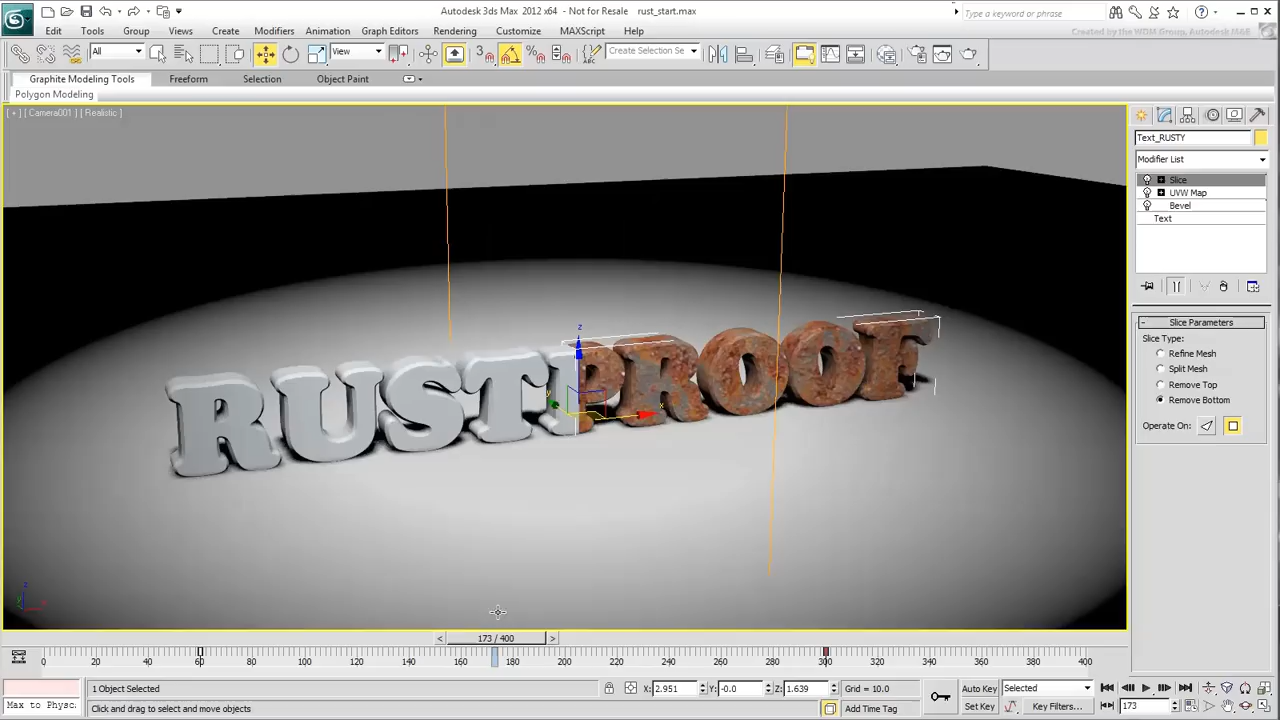 Autodesk 3ds Max 2012 x64 - Not for Resale rust_start.max
Type a keyword or phrase
Created by the WDM Group, Autodesk M&E
Edit Tools Group Views Create Modifiers Animation Graph Editors Rendering Customize MAXScript Help
All View Create Selection Se
Graphite Modeling Tools Freeform Selection Object Paint
Polygon Modeling
[ + ] [ Camera001 ] [ Realistic ]
Text_RUSTY
Modifier List
Slice
UVW Map
Bevel
Text
Slice Parameters
Slice Type:
Refine Mesh
Split Mesh
Remove Top
Remove Bottom
Operate On:
z
y
x
RUSTPROOF
z
y
x
< 173 / 400 >
0 20 40 60 80 100 120 140 160 180 200 220 240 260 280 300 320 340 360 380 400
1 Object Selected X: 2.951 Y: -0.0 Z: 1.639 Grid = 10.0 Auto Key Selected
Max to Physc Click and drag to select and move objects Add Time Tag Set Key Key Filters... 173